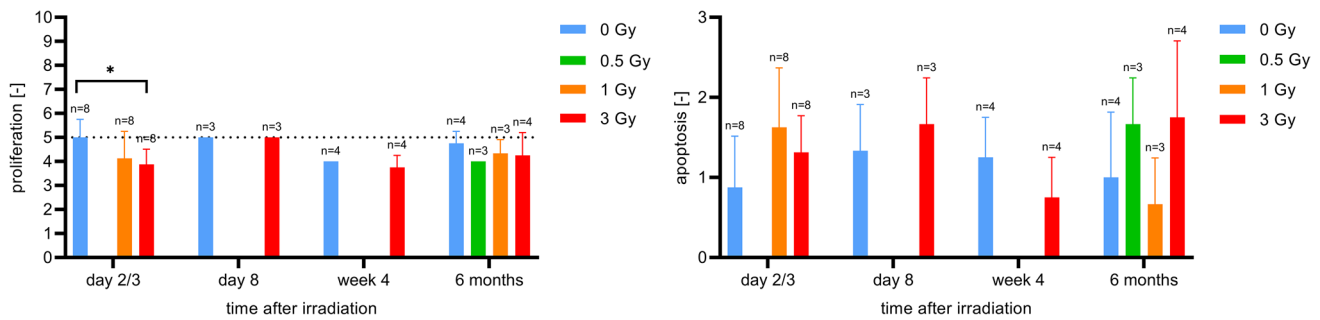 10
9
8
7
6
5
4
3
2
1
0
proliferation [-]
*
n=8
n=8
n=8
n=3
n=3
n=4
n=4
n=4
n=3
n=3
n=4
day 2/3
day 8
week 4
6 months
time after irradiation
0 Gy
0.5 Gy
1 Gy
3 Gy
3
2
1
0
apoptosis [-]
n=8
n=8
n=8
n=3
n=3
n=4
n=4
n=4
n=3
n=3
n=4
day 2/3
day 8
week 4
6 months
time after irradiation
0 Gy
0.5 Gy
1 Gy
3 Gy